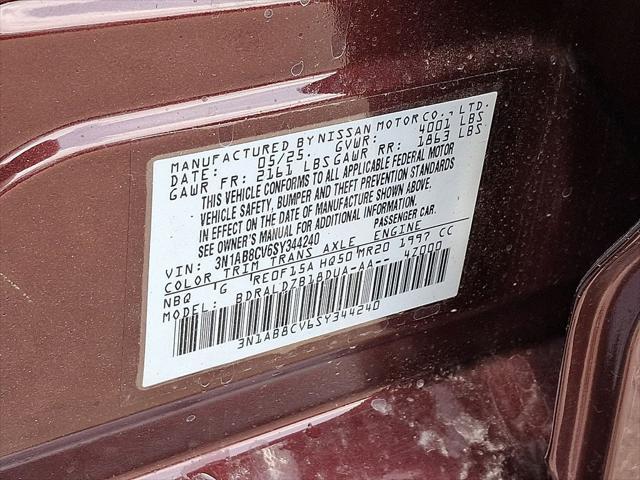 MANUFACTURED BY NISSAN MOTOR CO., LTD.
DATE: 05/25 GVWR: 4001 LBS
GAWR FR: 2161 LBS GAWR RR: 1863 LBS
THIS VEHICLE CONFORMS TO ALL APPLICABLE FEDERAL MOTOR
VEHICLE SAFETY, BUMPER AND THEFT PREVENTION STANDARDS
IN EFFECT ON THE DATE OF MANUFACTURE SHOWN ABOVE.
SEE OWNER'S MANUAL FOR ADDITIONAL INFORMATION.
VIN: 3N1AB8CV6SY344240 PASSENGER CAR
COLOR TRIM TRANS AXLE ENGINE
NBQ G RE0F15A HQ50 MR20 1997 CC
MODEL: BDRALDZB18DUA-AA-- 4Z000
3N1AB8CV6SY344240